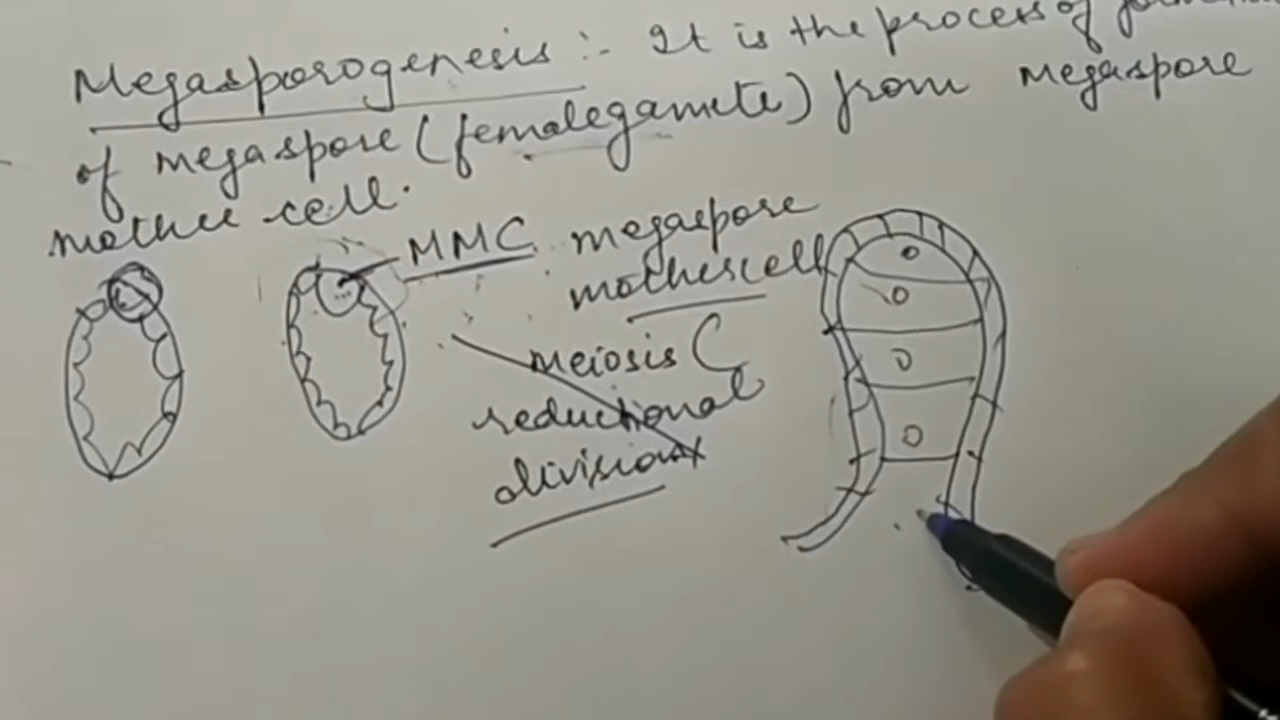 Megasporogenesis :- It is the process of
of megaspore (femalegamete) from megaspore
mother cell.
MMC megaspore
mothercell
meiosis (
reductional
division